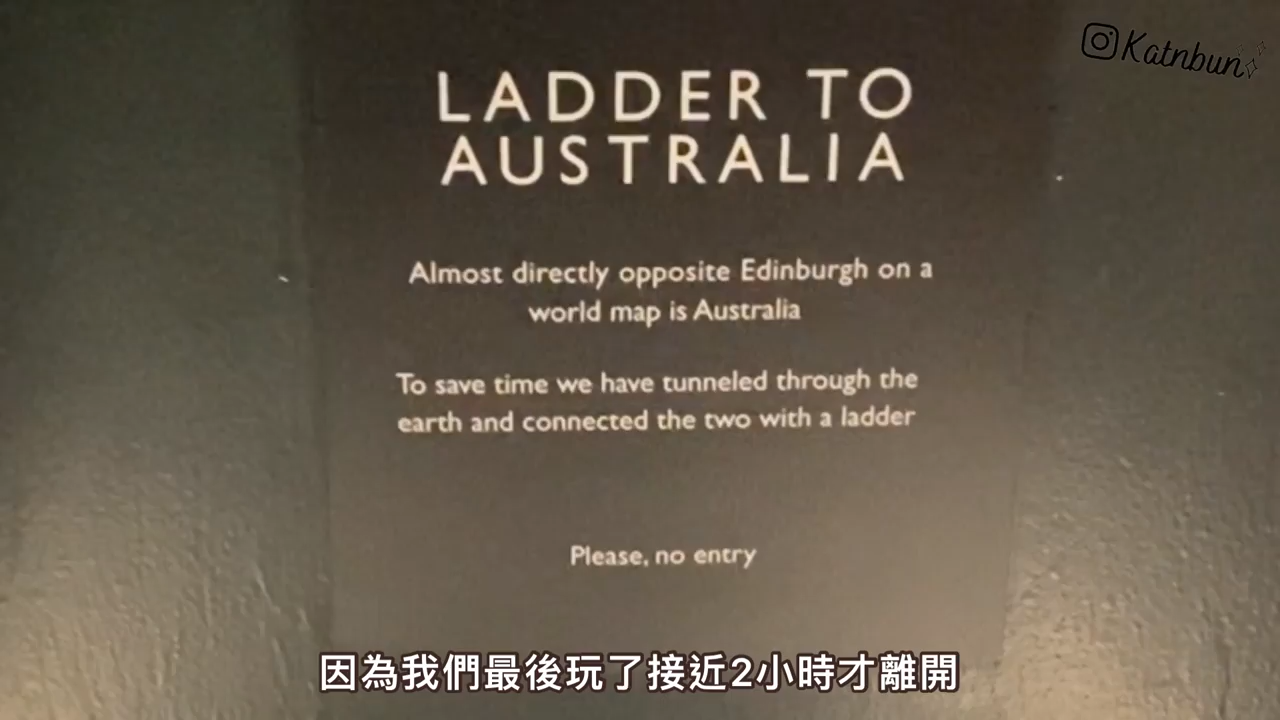 Katnbun
LADDER TO
AUSTRALIA
Almost directly opposite Edinburgh on a
world map is Australia
To save time we have tunneled through the
earth and connected the two with a ladder
Please, no entry
因為我們最後玩了接近2小時才離開